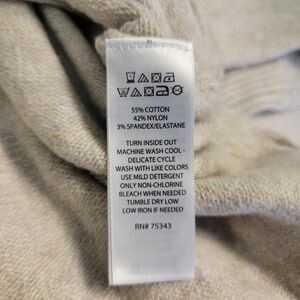 55% COTTON
42% NYLON
3% SPANDEX/ELASTANE
TURN INSIDE OUT
MACHINE WASH COOL -
DELICATE CYCLE
WASH WITH LIKE COLORS
USE MILD DETERGENT
ONLY NON-CHLORINE
BLEACH WHEN NEEDED
TUMBLE DRY LOW
LOW IRON IF NEEDED
RN# 75343